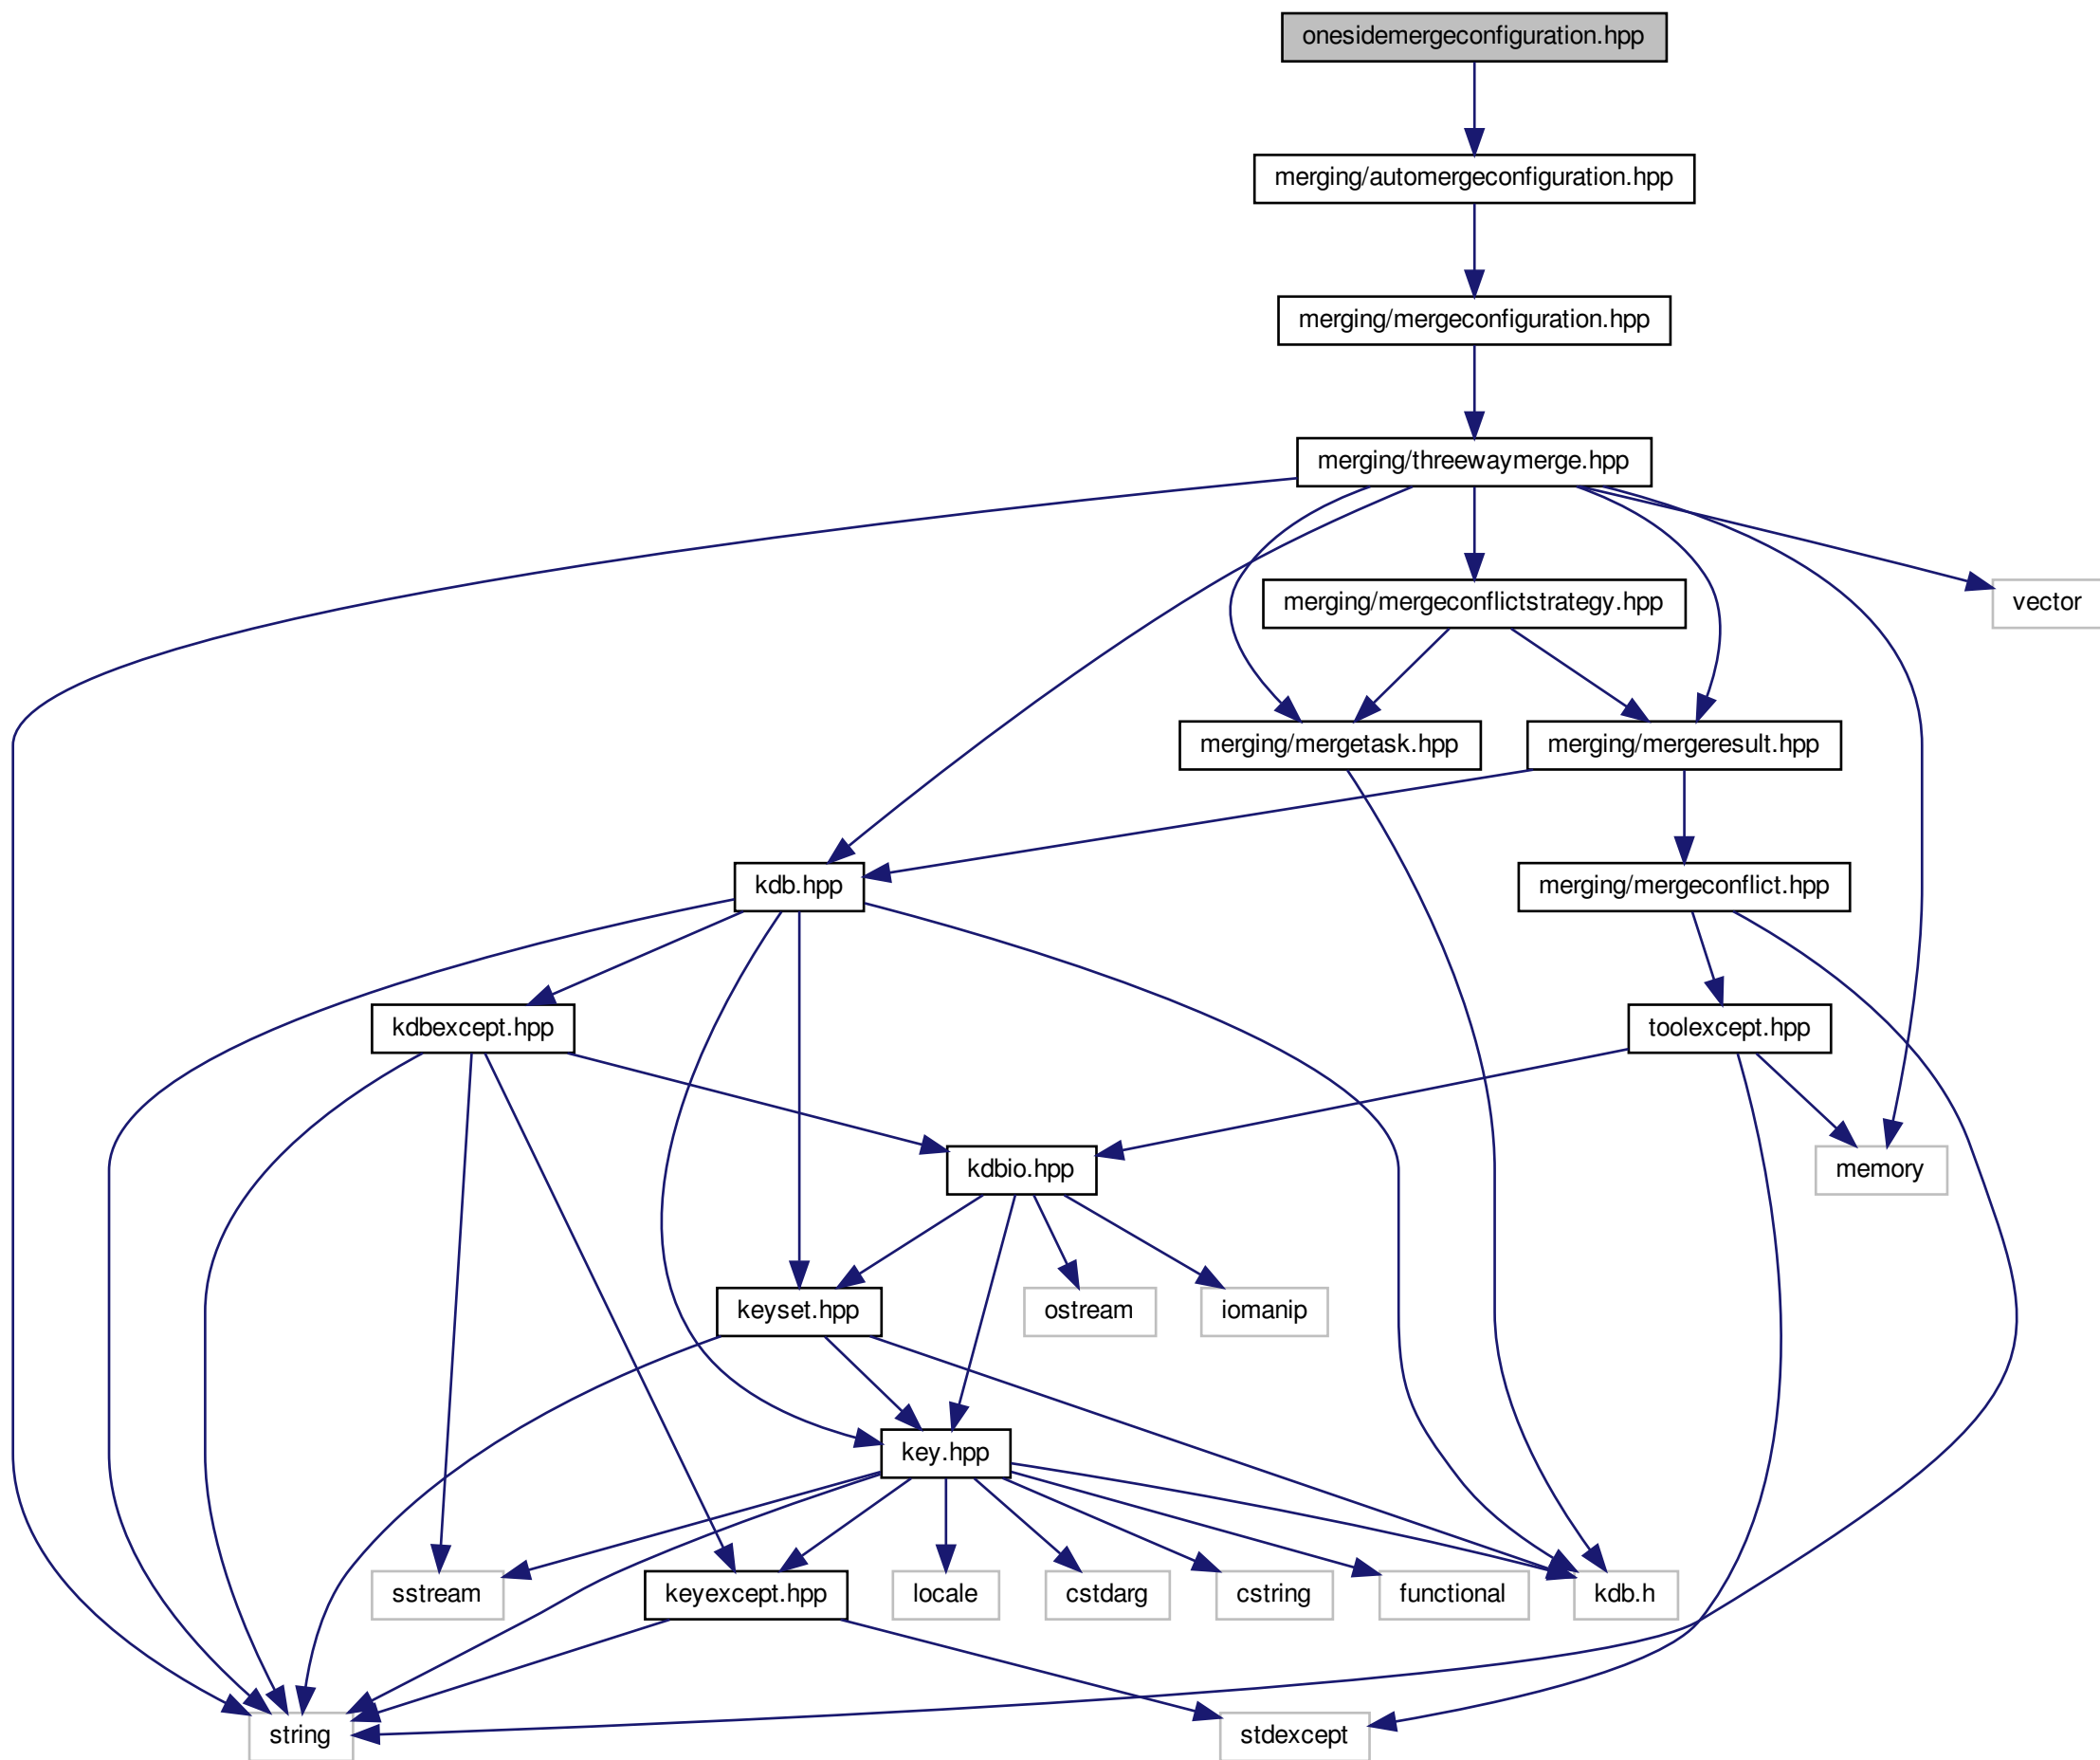 onesidemergeconfiguration.hpp
merging/automergeconfiguration.hpp
merging/mergeconfiguration.hpp
merging/threewaymerge.hpp
merging/mergeconflictstrategy.hpp
vector
merging/mergetask.hpp
merging/mergeresult.hpp
kdb.hpp
merging/mergeconflict.hpp
kdbexcept.hpp
toolexcept.hpp
kdbio.hpp
memory
keyset.hpp
ostream
iomanip
key.hpp
sstream
keyexcept.hpp
locale
cstdarg
cstring
functional
kdb.h
string
stdexcept